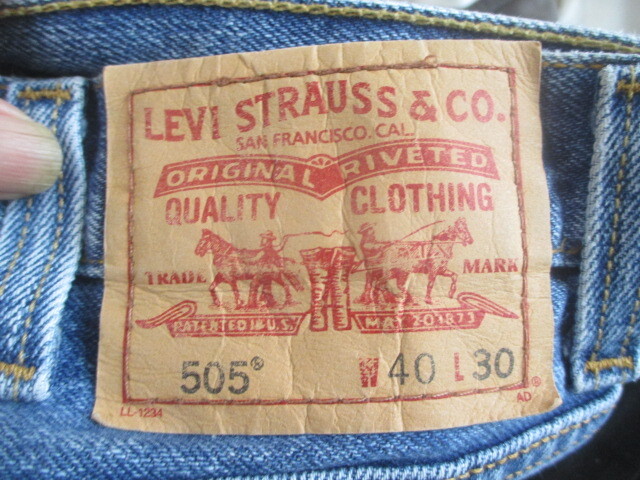 LEVI STRAUSS & CO.
SAN FRANCISCO, CAL.
ORIGINAL RIVETED
QUALITY CLOTHING
TRADE MARK
PATENTED IN U.S. MAY 20 1873
505® W 40 L 30
LL-1234 AD®